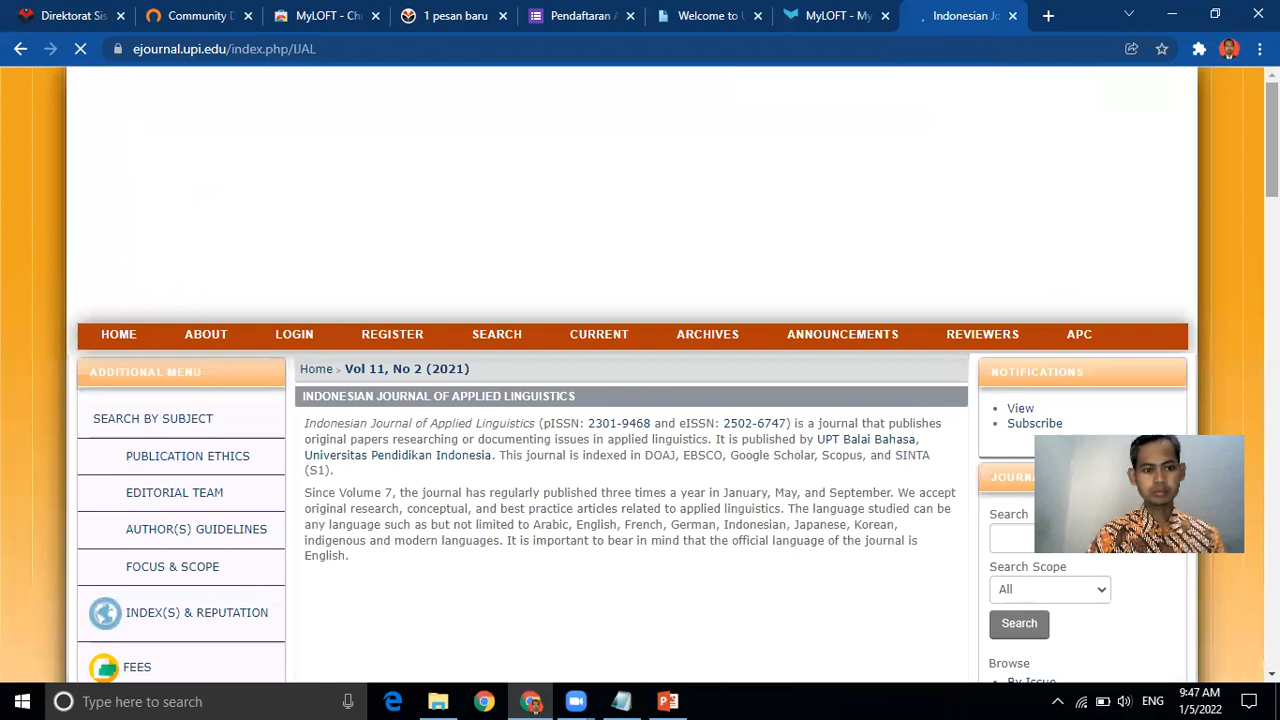 Direktorat Sis
Community D
MyLOFT - Chr
1 pesan baru
Pendaftaran A
Welcome to U
MyLOFT - My
Indonesian Jo
ejournal.upi.edu/index.php/IJAL
HOME
ABOUT
LOGIN
REGISTER
SEARCH
CURRENT
ARCHIVES
ANNOUNCEMENTS
REVIEWERS
APC
ADDITIONAL MENU
SEARCH BY SUBJECT
PUBLICATION ETHICS
EDITORIAL TEAM
AUTHOR(S) GUIDELINES
FOCUS & SCOPE
INDEX(S) & REPUTATION
FEES
Home > Vol 11, No 2 (2021)
INDONESIAN JOURNAL OF APPLIED LINGUISTICS
Indonesian Journal of Applied Linguistics (pISSN: 2301-9468 and eISSN: 2502-6747) is a journal that publishes
original papers researching or documenting issues in applied linguistics. It is published by UPT Balai Bahasa,
Universitas Pendidikan Indonesia. This journal is indexed in DOAJ, EBSCO, Google Scholar, Scopus, and SINTA
(S1).
Since Volume 7, the journal has regularly published three times a year in January, May, and September. We accept
original research, conceptual, and best practice articles related to applied linguistics. The language studied can be
any language such as but not limited to Arabic, English, French, German, Indonesian, Japanese, Korean,
indigenous and modern languages. It is important to bear in mind that the official language of the journal is
English.
NOTIFICATIONS
View
Subscribe
JOURN
Search
Search Scope
All
Search
Browse
By Issue
Type here to search
ENG
9:47 AM
1/5/2022